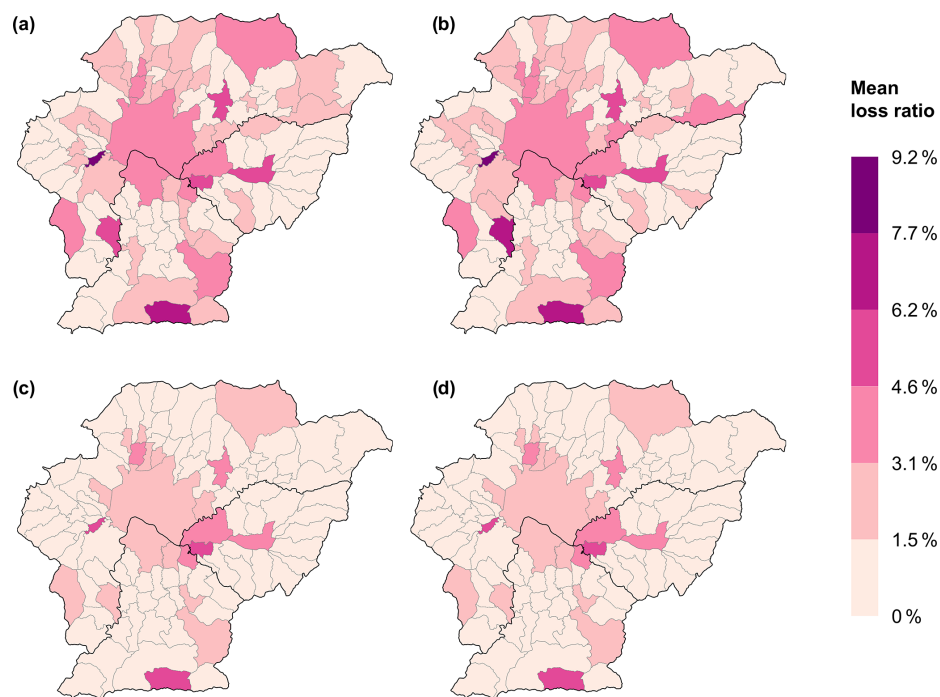 (a)
(b)
Mean
loss ratio
9.2 %
7.7 %
6.2 %
4.6 %
3.1 %
1.5 %
0 %
(c)
(d)